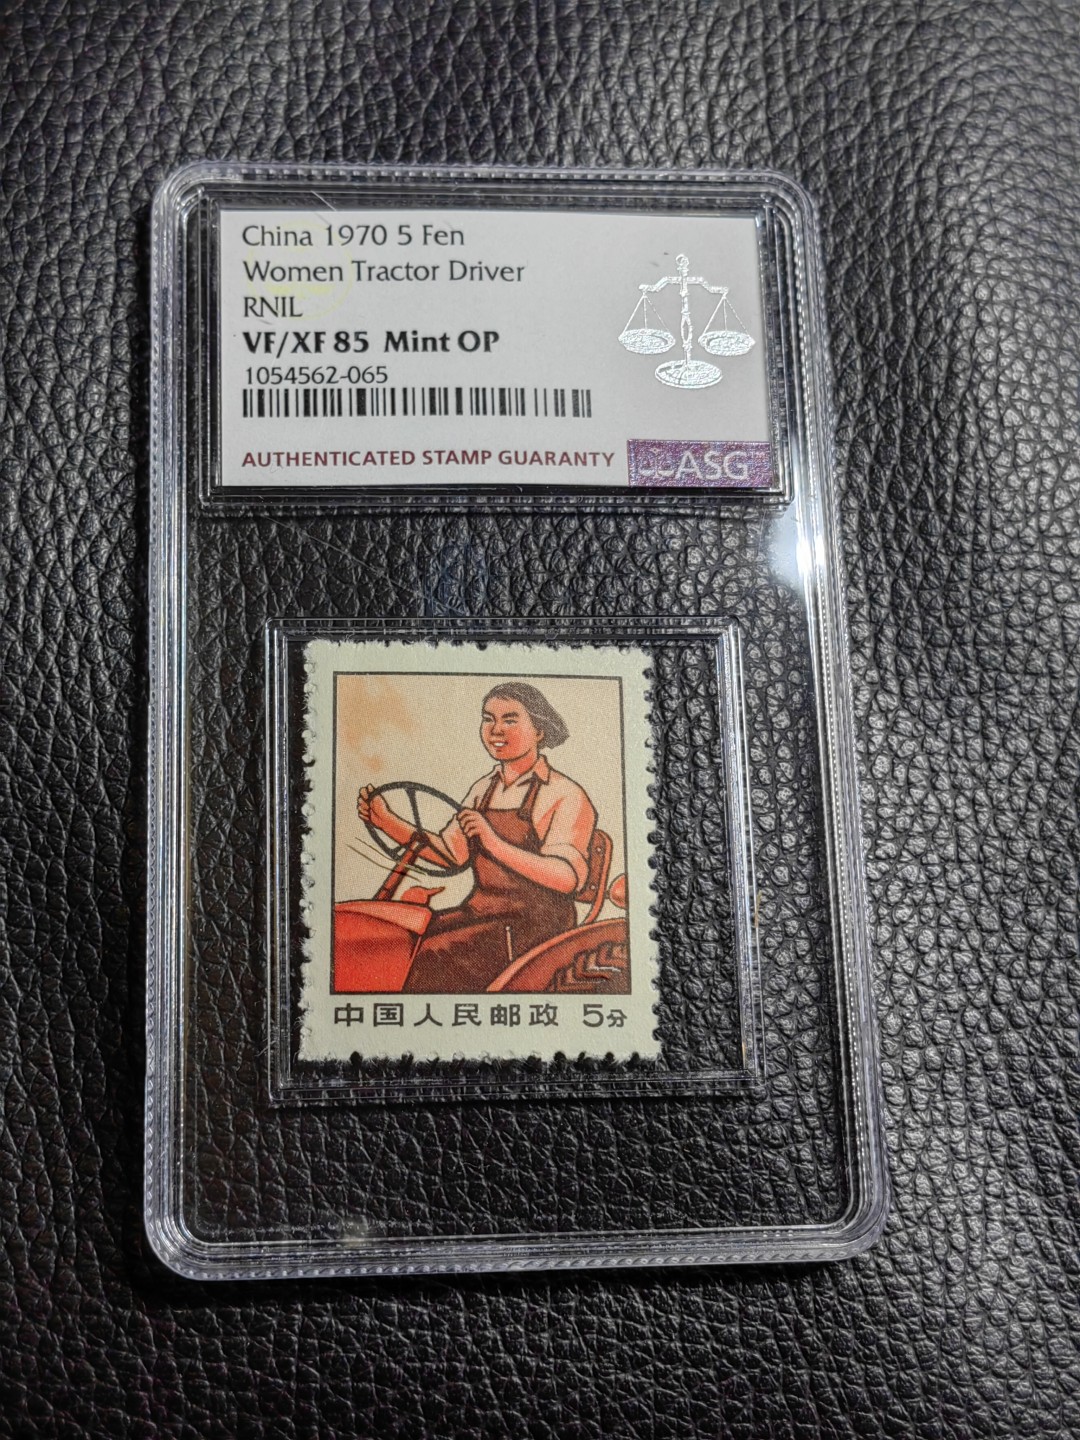 China 1970 5 Fen
Women Tractor Driver
RNIL
VF/XF 85 Mint OP
1054562-065
AUTHENTICATED STAMP GUARANTY
ASG
中国人民邮政 5分